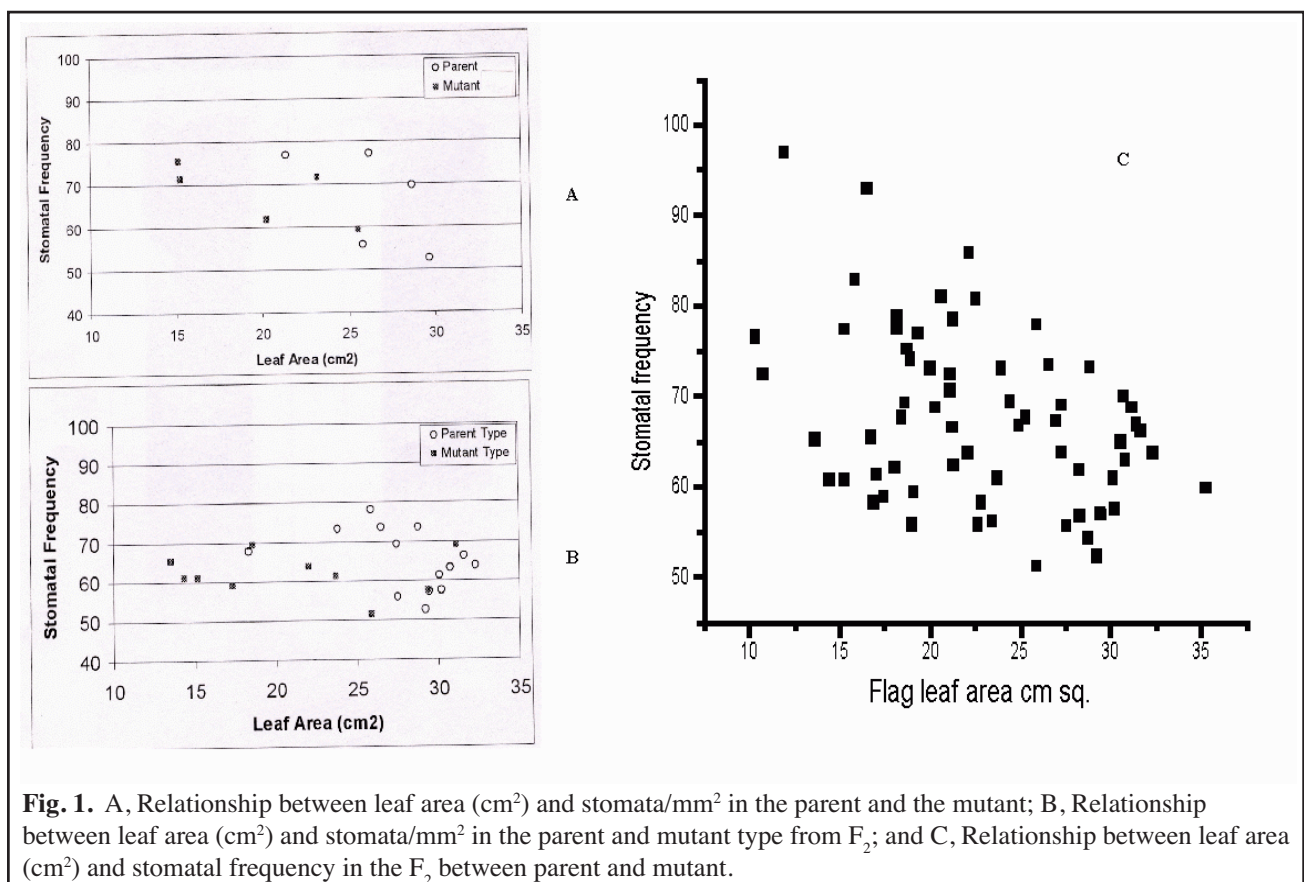 100
90
80
70
60
50
40
Stomatal Frequency
Parent
Mutant
10 15 20 25 30 35
Leaf Area (cm2)
A
100
90
80
70
60
50
40
Stomatal Frequency
Parent Type
Mutant Type
10 15 20 25 30 35
Leaf Area (cm2)
B
C
100
90
80
70
60
50
Stomatal frequency
10 15 20 25 30 35
Flag leaf area cm sq.
Fig. 1. A, Relationship between leaf area (cm²) and stomata/mm² in the parent and the mutant; B, Relationship
between leaf area (cm²) and stomata/mm² in the parent and mutant type from F₂; and C, Relationship between leaf area
(cm²) and stomatal frequency in the F₂ between parent and mutant.